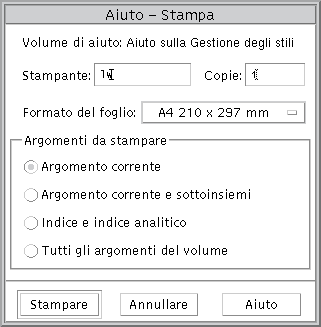 Aiuto – Stampa
Volume di aiuto: Aiuto sulla Gestione degli stili
Stampante: Copie:
Formato del foglio: A4 210 x 297 mm
Argomenti da stampare
Argomento corrente
Argomento corrente e sottoinsiemi
Indice e indice analitico
Tutti gli argomenti del volume
Stampare Annullare Aiuto